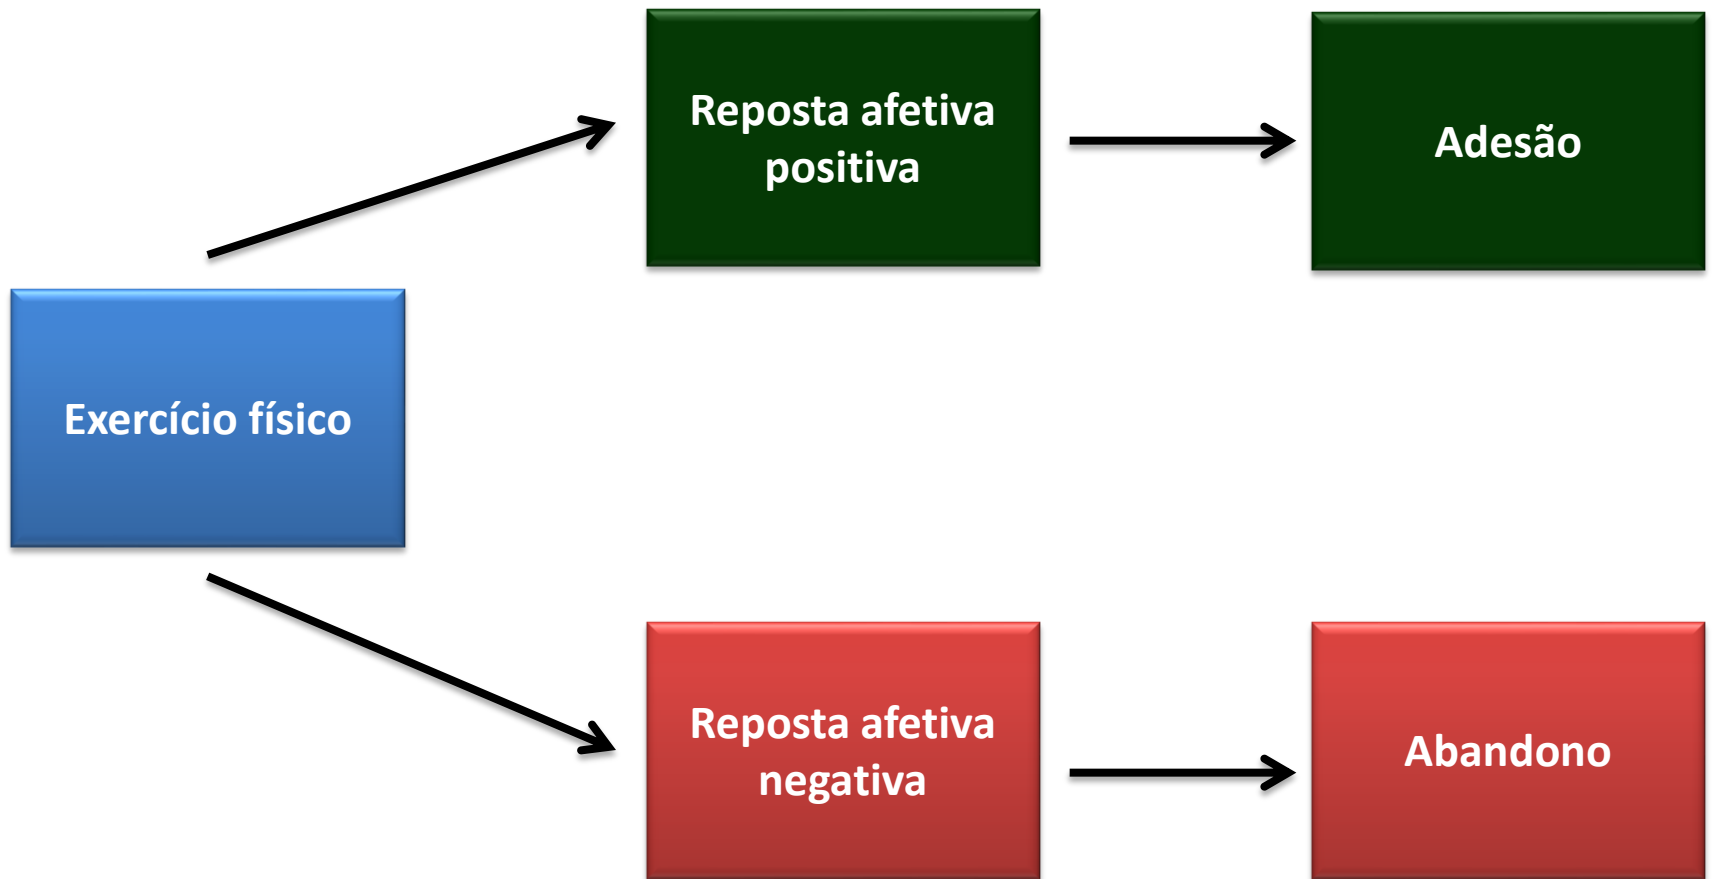 Reposta afetiva
positiva
Adesão
Exercício físico
Reposta afetiva
negativa
Abandono